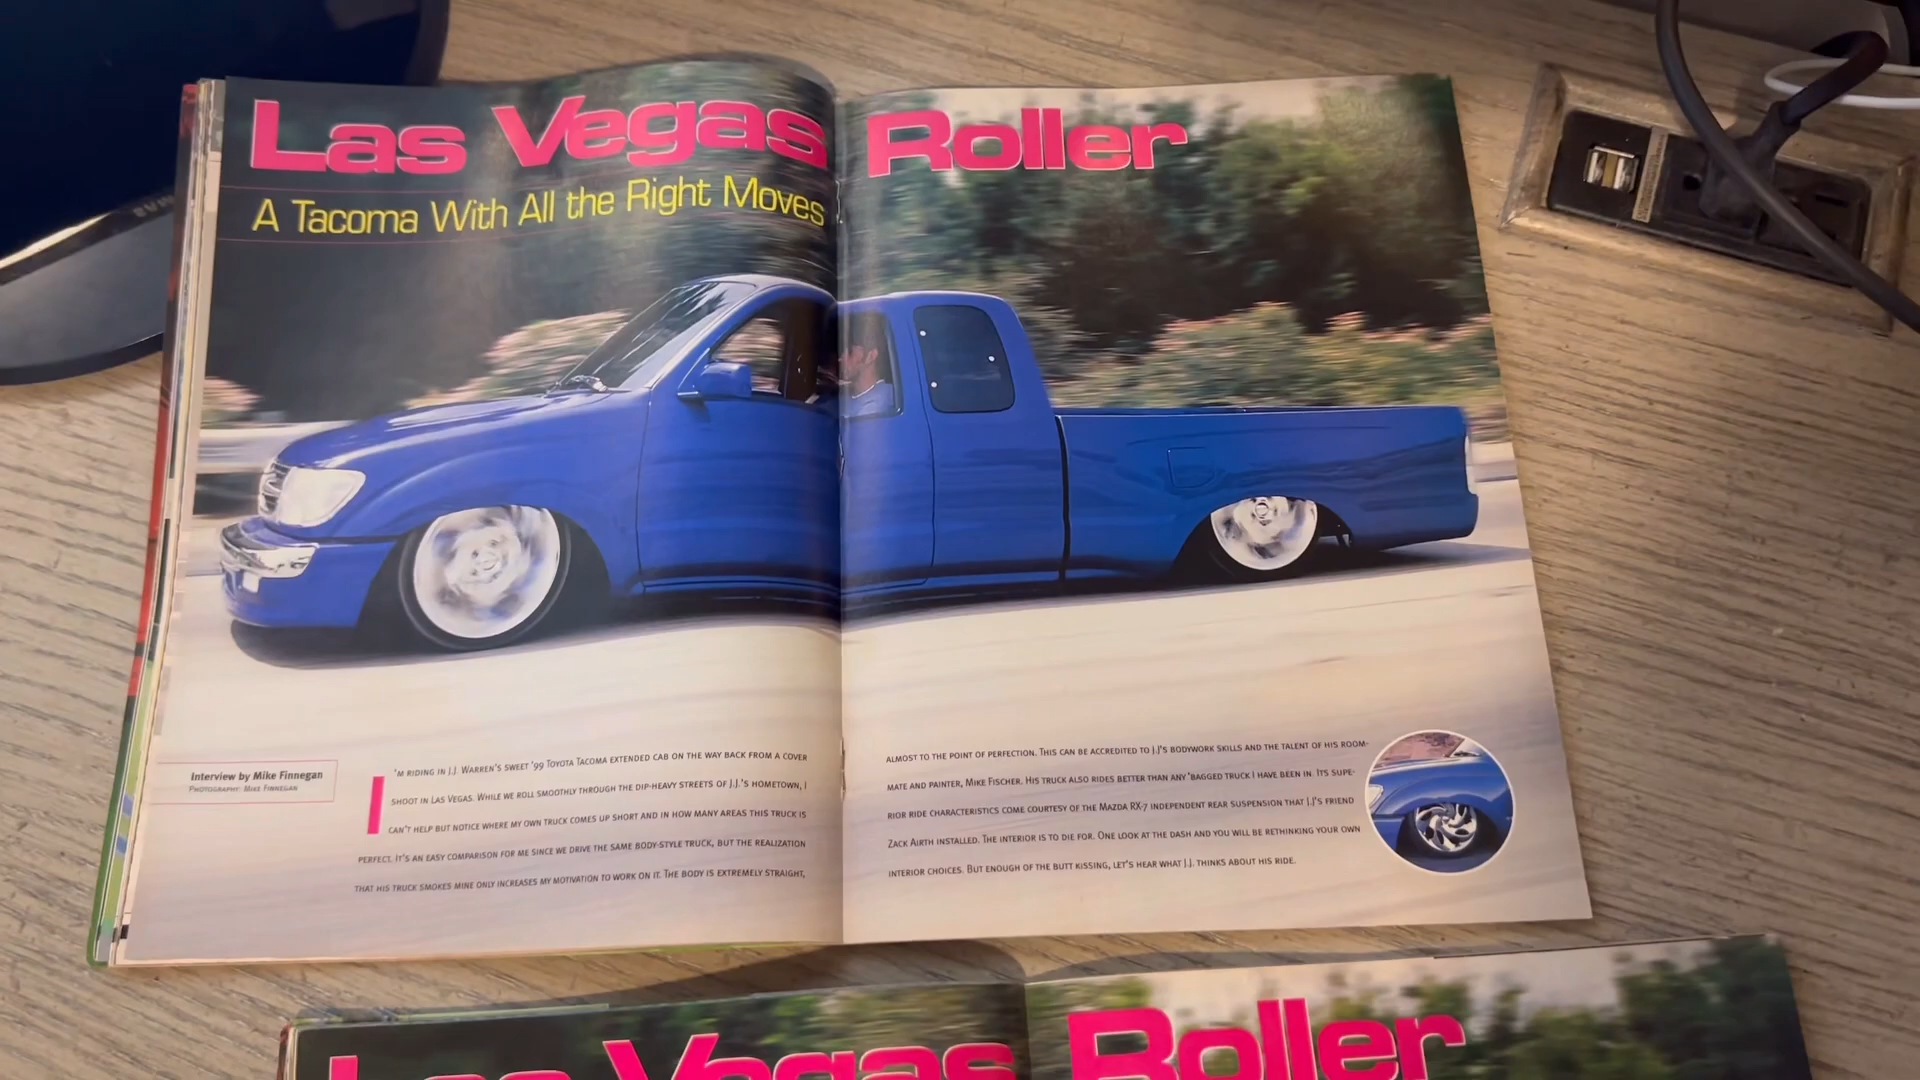 Las Vegas Roller
A Tacoma With All the Right Moves
Interview by Mike Finnegan
Photography: Mike Finnegan
I'M RIDING IN J.J. WARREN'S SWEET '99 TOYOTA TACOMA EXTENDED CAB ON THE WAY BACK FROM A COVER
SHOOT IN LAS VEGAS. WHILE WE ROLL SMOOTHLY THROUGH THE DIP-HEAVY STREETS OF J.J.'S HOMETOWN, I
CAN'T HELP BUT NOTICE WHERE MY OWN TRUCK COMES UP SHORT AND IN HOW MANY AREAS THIS TRUCK IS
PERFECT. IT'S AN EASY COMPARISON FOR ME SINCE WE DRIVE THE SAME BODY-STYLE TRUCK, BUT THE REALIZATION
THAT HIS TRUCK SMOKES MINE ONLY INCREASES MY MOTIVATION TO WORK ON IT. THE BODY IS EXTREMELY STRAIGHT,
ALMOST TO THE POINT OF PERFECTION. THIS CAN BE ACCREDITED TO J.J.'S BODYWORK SKILLS AND THE TALENT OF HIS ROOM-
MATE AND PAINTER, MIKE FISCHER. HIS TRUCK ALSO RIDES BETTER THAN ANY 'BAGGED TRUCK I HAVE BEEN IN. ITS SUPE-
RIOR RIDE CHARACTERISTICS COME COURTESY OF THE MAZDA RX-7 INDEPENDENT REAR SUSPENSION THAT J.J.'S FRIEND
ZACK AIRTH INSTALLED. THE INTERIOR IS TO DIE FOR. ONE LOOK AT THE DASH AND YOU WILL BE RETHINKING YOUR OWN
INTERIOR CHOICES. BUT ENOUGH OF THE BUTT KISSING, LET'S HEAR WHAT J.J. THINKS ABOUT HIS RIDE.
Las Vegas Roller